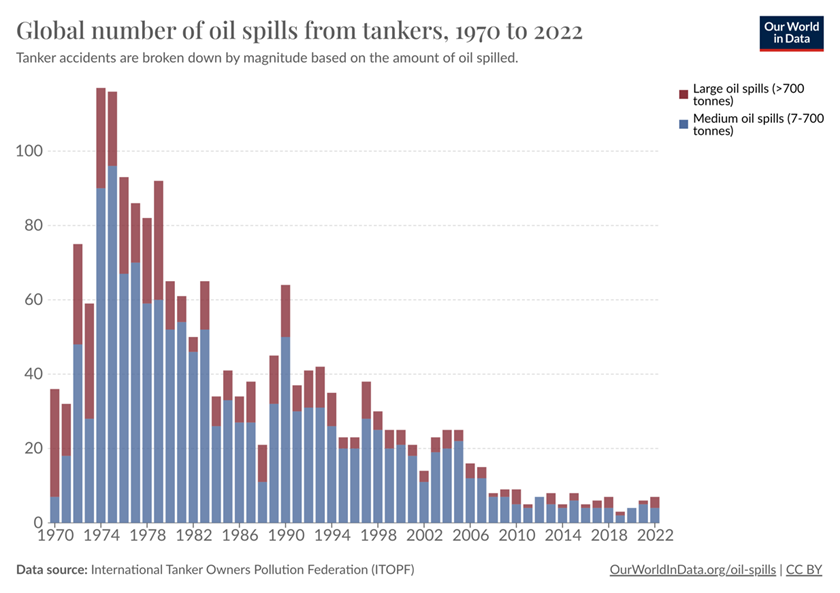 Global number of oil spills from tankers, 1970 to 2022
Our World
in Data
Tanker accidents are broken down by magnitude based on the amount of oil spilled.
Large oil spills (>700
tonnes)
Medium oil spills (7-700
tonnes)
100
80
60
40
20
0
1970 1974 1978 1982 1986 1990 1994 1998 2002 2006 2010 2014 2018 2022
Data source: International Tanker Owners Pollution Federation (ITOPF)
OurWorldInData.org/oil-spills | CC BY